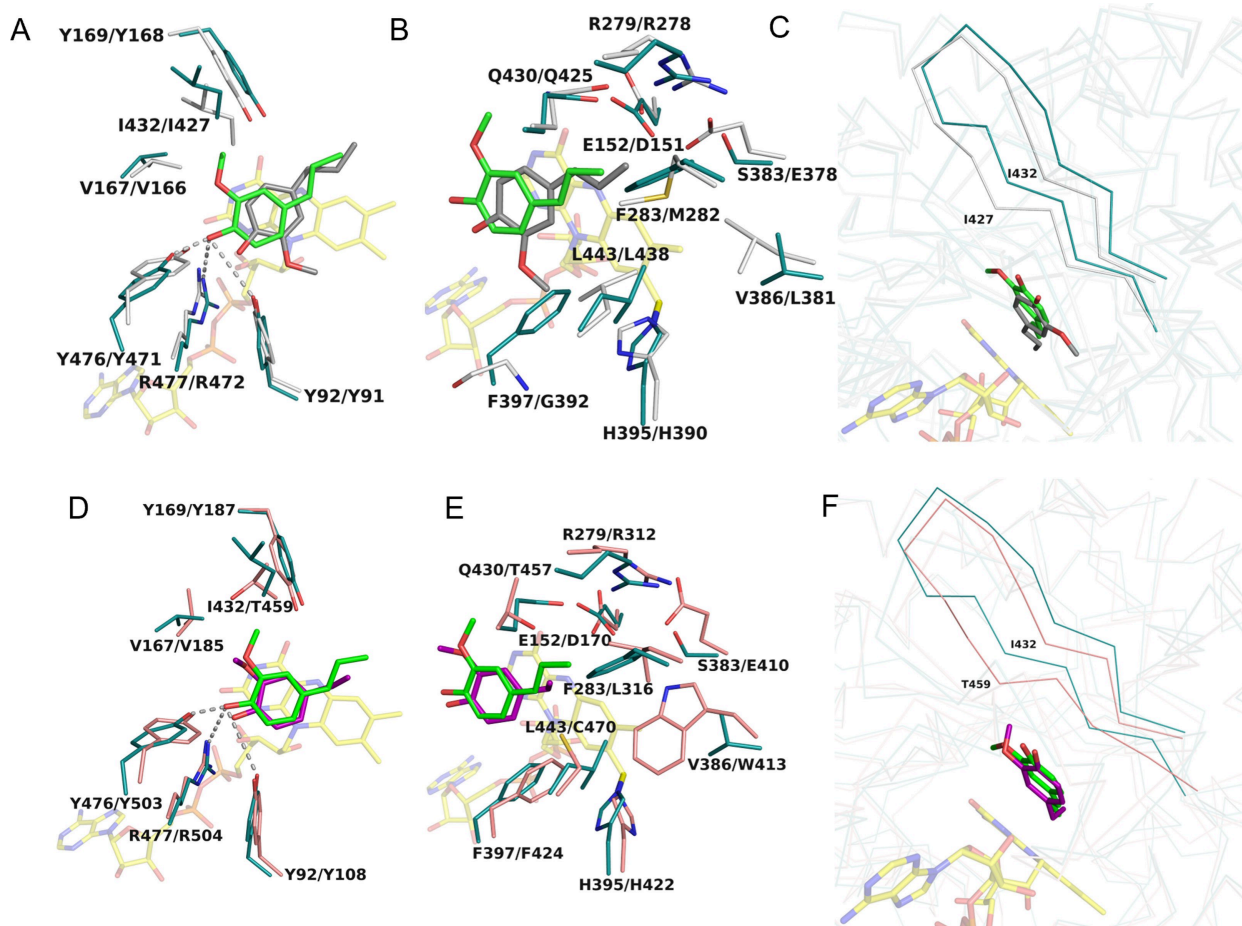 A
Y169/Y168
I432/I427
V167/V166
Y476/Y471
R477/R472
Y92/Y91
B
R279/R278
Q430/Q425
E152/D151
S383/E378
F283/M282
L443/L438
V386/L381
F397/G392
H395/H390
C
I432
I427
D
Y169/Y187
I432/T459
V167/V185
Y476/Y503
R477/R504
Y92/Y108
E
R279/R312
Q430/T457
E152/D170
S383/E410
F283/L316
L443/C470
V386/W413
F397/F424
H395/H422
F
I432
T459